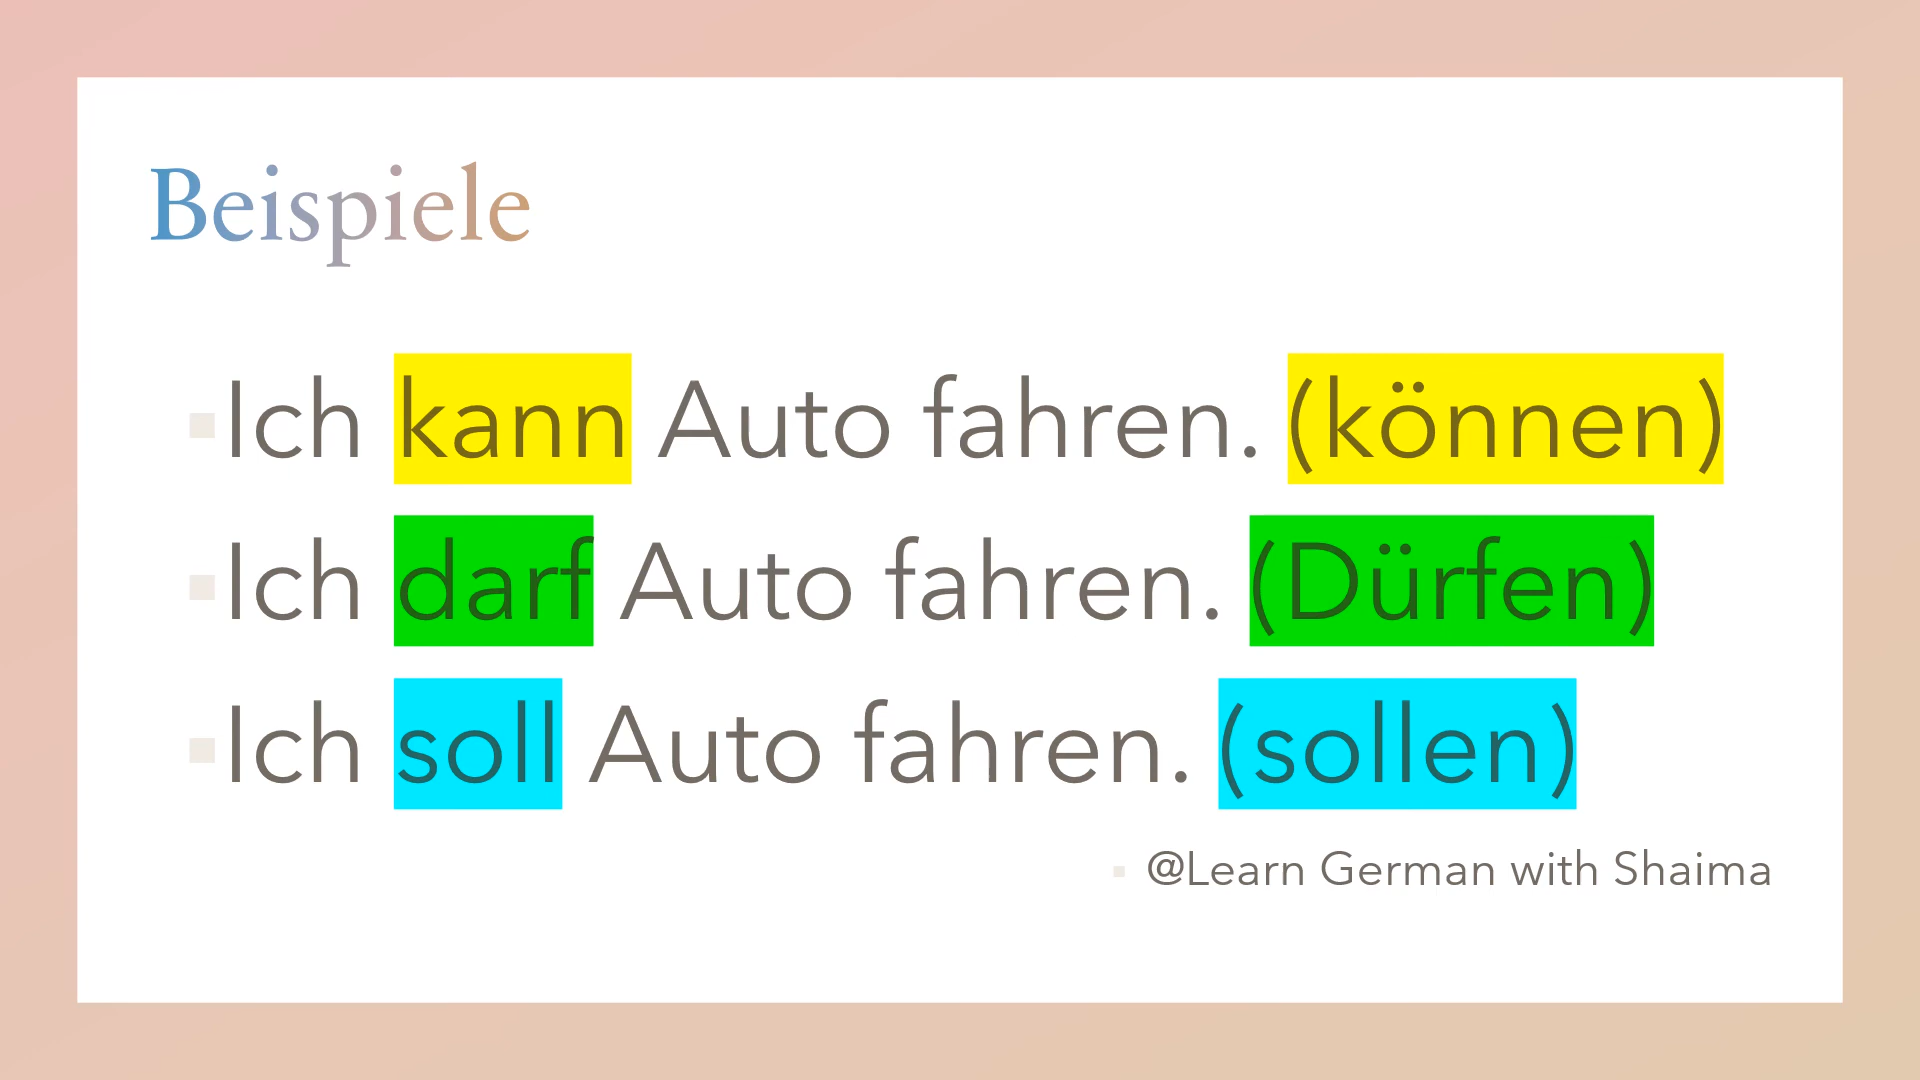 Beispiele
Ich kann Auto fahren. (können)
Ich darf Auto fahren. (Dürfen)
Ich soll Auto fahren. (sollen)
@Learn German with Shaima